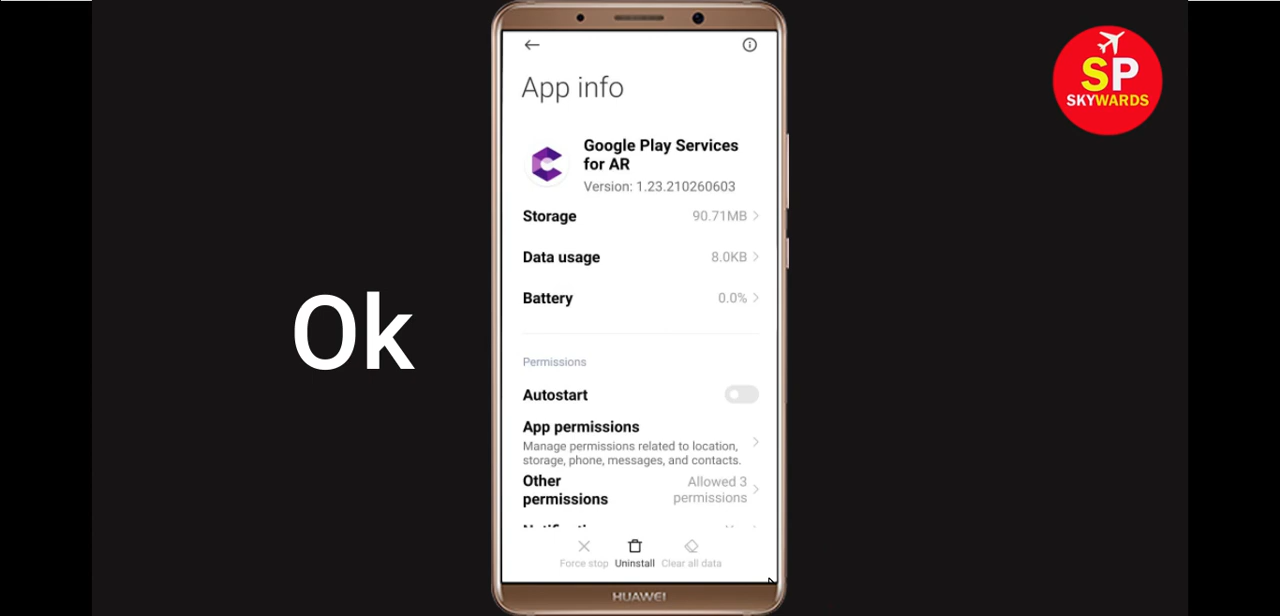 App info
Google Play Services
for AR
Version: 1.23.210260603
Storage 90.71MB
Data usage 8.0KB
Battery 0.0%
Permissions
Autostart
App permissions
Manage permissions related to location,
storage, phone, messages, and contacts.
Other permissions
Allowed 3 permissions
Force stop Uninstall Clear all data
HUAWEI
Ok
SP
SKYWARDS